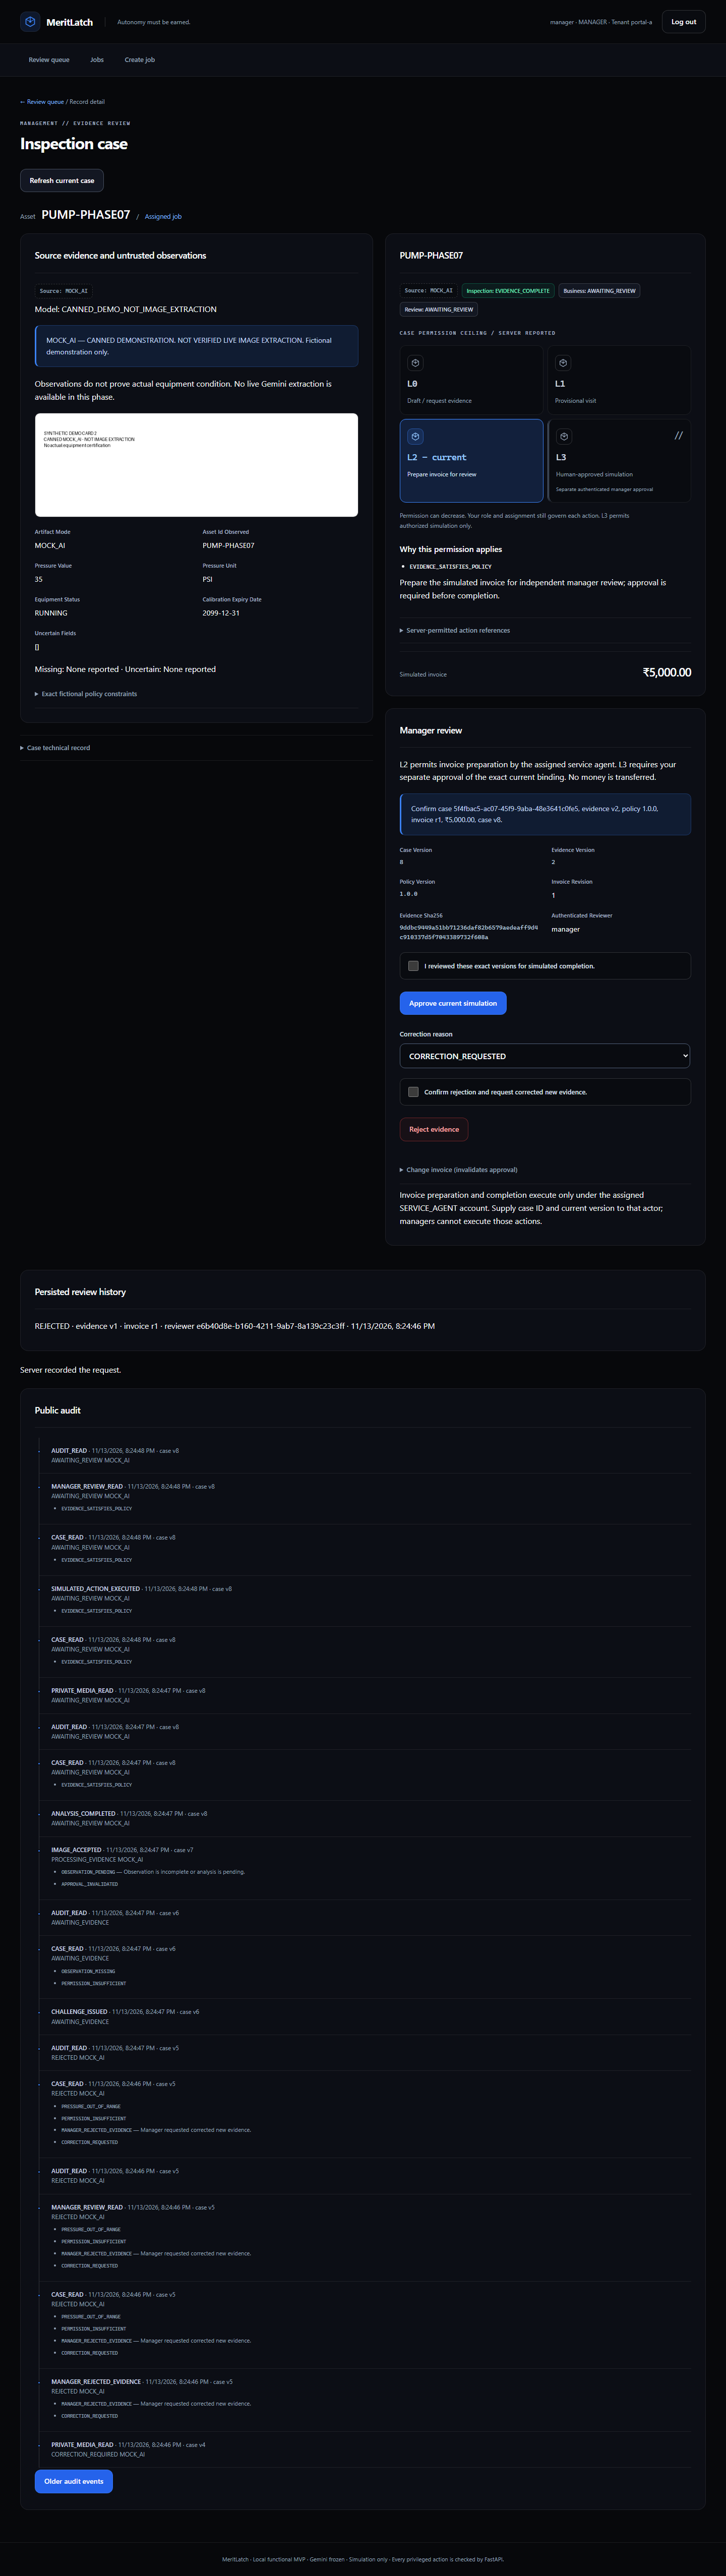 MeritLatch
Autonomy must be earned.
manager · MANAGER · Tenant portal-a
Log out
Review queue
Jobs
Create job
← Review queue / Record detail
MANAGEMENT // EVIDENCE REVIEW
Inspection case
Refresh current case
Asset PUMP-PHASE07 / Assigned job
Source evidence and untrusted observations
Source: MOCK_AI
Model: CANNED_DEMO_NOT_IMAGE_EXTRACTION
MOCK_AI — CANNED DEMONSTRATION. NOT VERIFIED LIVE IMAGE EXTRACTION. Fictional
demonstration only.
Observations do not prove actual equipment condition. No live Gemini extraction is
available in this phase.
SYNTHETIC DEMO CARD 2
CANNED MOCK_AI - NOT IMAGE EXTRACTION
No actual equipment certification
Artifact Mode
MOCK_AI
Asset Id Observed
PUMP-PHASE07
Pressure Value
35
Pressure Unit
PSI
Equipment Status
RUNNING
Calibration Expiry Date
2099-12-31
Uncertain Fields
[]
Missing: None reported · Uncertain: None reported
▶ Exact fictional policy constraints
▶ Case technical record
PUMP-PHASE07
Source: MOCK_AI
Inspection: EVIDENCE_COMPLETE
Business: AWAITING_REVIEW
Review: AWAITING_REVIEW
CASE PERMISSION CEILING / SERVER REPORTED
L0
Draft / request evidence
L1
Provisional visit
L2 — current
Prepare invoice for review
//
L3
Human-approved simulation
Separate authenticated manager approval
Permission can decrease. Your role and assignment still govern each action. L3 permits
authorized simulation only.
Why this permission applies
• EVIDENCE_SATISFIES_POLICY
Prepare the simulated invoice for independent manager review; approval is
required before completion.
▶ Server-permitted action references
Simulated invoice
₹5,000.00
Manager review
L2 permits invoice preparation by the assigned service agent. L3 requires your
separate approval of the exact current binding. No money is transferred.
Confirm case 5f4fbac5-ac07-45f9-9aba-48e3641c0fe5, evidence v2, policy 1.0.0,
invoice r1, ₹5,000.00, case v8.
Case Version
8
Evidence Version
2
Policy Version
1.0.0
Invoice Revision
1
Evidence Sha256
9ddbc9449a51bb71236daf82b6579aedeaff9d4
c910337d5f7043389732f608a
Authenticated Reviewer
manager
I reviewed these exact versions for simulated completion.
Approve current simulation
Correction reason
CORRECTION_REQUESTED
Confirm rejection and request corrected new evidence.
Reject evidence
▶ Change invoice (invalidates approval)
Invoice preparation and completion execute only under the assigned
SERVICE_AGENT account. Supply case ID and current version to that actor;
managers cannot execute those actions.
Persisted review history
REJECTED · evidence v1 · invoice r1 · reviewer e6b40d8e-b160-4211-9ab7-8a139c23c3ff · 11/13/2026, 8:24:46 PM
Server recorded the request.
Public audit
AUDIT_READ · 11/13/2026, 8:24:48 PM · case v8
AWAITING_REVIEW MOCK_AI
MANAGER_REVIEW_READ · 11/13/2026, 8:24:48 PM · case v8
AWAITING_REVIEW MOCK_AI
• EVIDENCE_SATISFIES_POLICY
CASE_READ · 11/13/2026, 8:24:48 PM · case v8
AWAITING_REVIEW MOCK_AI
• EVIDENCE_SATISFIES_POLICY
SIMULATED_ACTION_EXECUTED · 11/13/2026, 8:24:48 PM · case v8
AWAITING_REVIEW MOCK_AI
• EVIDENCE_SATISFIES_POLICY
CASE_READ · 11/13/2026, 8:24:48 PM · case v8
AWAITING_REVIEW MOCK_AI
• EVIDENCE_SATISFIES_POLICY
PRIVATE_MEDIA_READ · 11/13/2026, 8:24:47 PM · case v8
AWAITING_REVIEW MOCK_AI
AUDIT_READ · 11/13/2026, 8:24:47 PM · case v8
AWAITING_REVIEW MOCK_AI
CASE_READ · 11/13/2026, 8:24:47 PM · case v8
AWAITING_REVIEW MOCK_AI
• EVIDENCE_SATISFIES_POLICY
ANALYSIS_COMPLETED · 11/13/2026, 8:24:47 PM · case v8
AWAITING_REVIEW MOCK_AI
IMAGE_ACCEPTED · 11/13/2026, 8:24:47 PM · case v7
PROCESSING_EVIDENCE MOCK_AI
• OBSERVATION_PENDING — Observation is incomplete or analysis is pending.
• APPROVAL_INVALIDATED
AUDIT_READ · 11/13/2026, 8:24:47 PM · case v6
AWAITING_EVIDENCE
CASE_READ · 11/13/2026, 8:24:47 PM · case v6
AWAITING_EVIDENCE
• OBSERVATION_MISSING
• PERMISSION_INSUFFICIENT
CHALLENGE_ISSUED · 11/13/2026, 8:24:47 PM · case v6
AWAITING_EVIDENCE
AUDIT_READ · 11/13/2026, 8:24:47 PM · case v5
REJECTED MOCK_AI
CASE_READ · 11/13/2026, 8:24:46 PM · case v5
REJECTED MOCK_AI
• PRESSURE_OUT_OF_RANGE
• PERMISSION_INSUFFICIENT
• MANAGER_REJECTED_EVIDENCE — Manager requested corrected new evidence.
• CORRECTION_REQUESTED
AUDIT_READ · 11/13/2026, 8:24:46 PM · case v5
REJECTED MOCK_AI
MANAGER_REVIEW_READ · 11/13/2026, 8:24:46 PM · case v5
REJECTED MOCK_AI
• PRESSURE_OUT_OF_RANGE
• PERMISSION_INSUFFICIENT
• MANAGER_REJECTED_EVIDENCE — Manager requested corrected new evidence.
• CORRECTION_REQUESTED
CASE_READ · 11/13/2026, 8:24:46 PM · case v5
REJECTED MOCK_AI
• PRESSURE_OUT_OF_RANGE
• PERMISSION_INSUFFICIENT
• MANAGER_REJECTED_EVIDENCE — Manager requested corrected new evidence.
• CORRECTION_REQUESTED
MANAGER_REJECTED_EVIDENCE · 11/13/2026, 8:24:46 PM · case v5
REJECTED MOCK_AI
• MANAGER_REJECTED_EVIDENCE — Manager requested corrected new evidence.
• CORRECTION_REQUESTED
PRIVATE_MEDIA_READ · 11/13/2026, 8:24:46 PM · case v4
CORRECTION_REQUIRED MOCK_AI
Older audit events
MeritLatch · Local functional MVP · Gemini frozen · Simulation only · Every privileged action is checked by FastAPI.